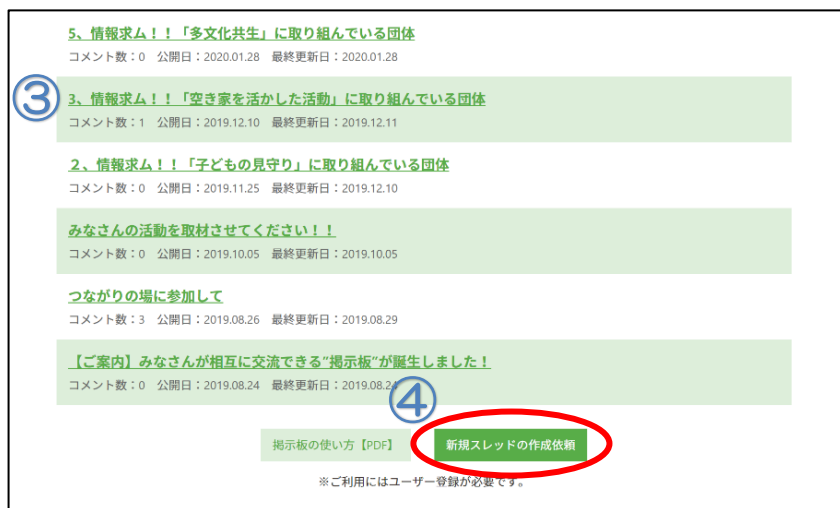 5、情報求ム！！「多文化共生」に取り組んでいる団体
コメント数：0 公開日：2020.01.28 最終更新日：2020.01.28
③
3、情報求ム！！「空き家を活かした活動」に取り組んでいる団体
コメント数：1 公開日：2019.12.10 最終更新日：2019.12.11
２、情報求ム！！「子どもの見守り」に取り組んでいる団体
コメント数：0 公開日：2019.11.25 最終更新日：2019.12.10
みなさんの活動を取材させてください！！
コメント数：0 公開日：2019.10.05 最終更新日：2019.10.05
つながりの場に参加して
コメント数：3 公開日：2019.08.26 最終更新日：2019.08.29
【ご案内】みなさんが相互に交流できる”掲示板”が誕生しました！
コメント数：0 公開日：2019.08.24 最終更新日：2019.08.24
④
掲示板の使い方【PDF】 新規スレッドの作成依頼
※ご利用にはユーザー登録が必要です。